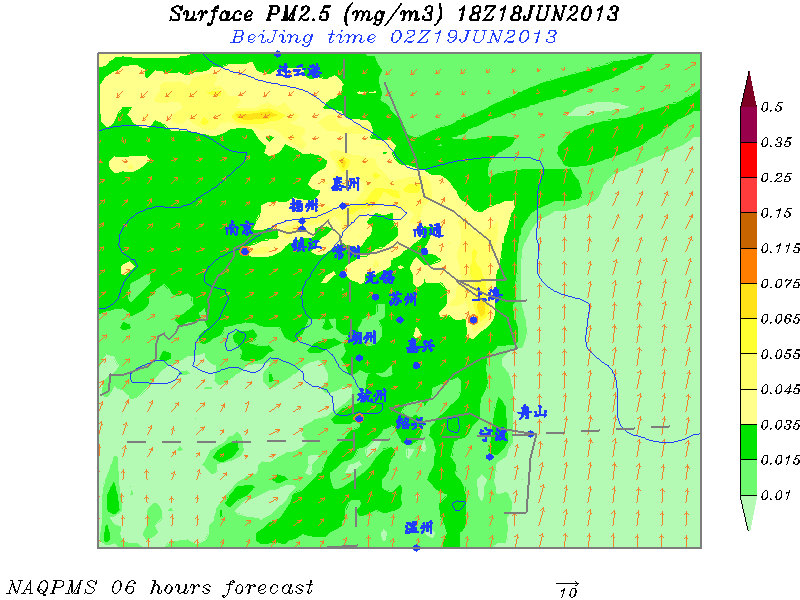 Surface PM2.5 (mg/m3) 18Z18JUN2013
BeiJing time 02Z19JUN2013
连云港
泰州
扬州
南京
南通
镇江
常州
无锡
上海
苏州
湖州
嘉兴
杭州
舟山
绍兴
宁波
温州
0.5
0.35
0.25
0.15
0.115
0.075
0.065
0.055
0.045
0.035
0.015
0.01
NAQPMS 06 hours forecast
10